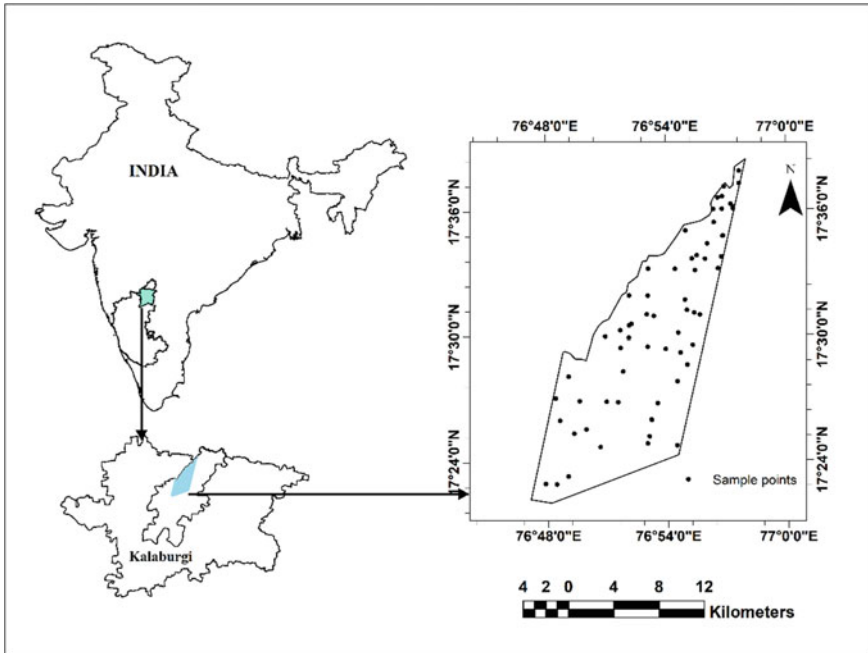 INDIA
Kalaburgi
76°48'0"E 76°54'0"E 77°0'0"E
N
17°36'0"N 17°36'0"N
17°30'0"N 17°30'0"N
17°24'0"N 17°24'0"N
Sample points
76°48'0"E 76°54'0"E 77°0'0"E
4 2 0 4 8 12
Kilometers